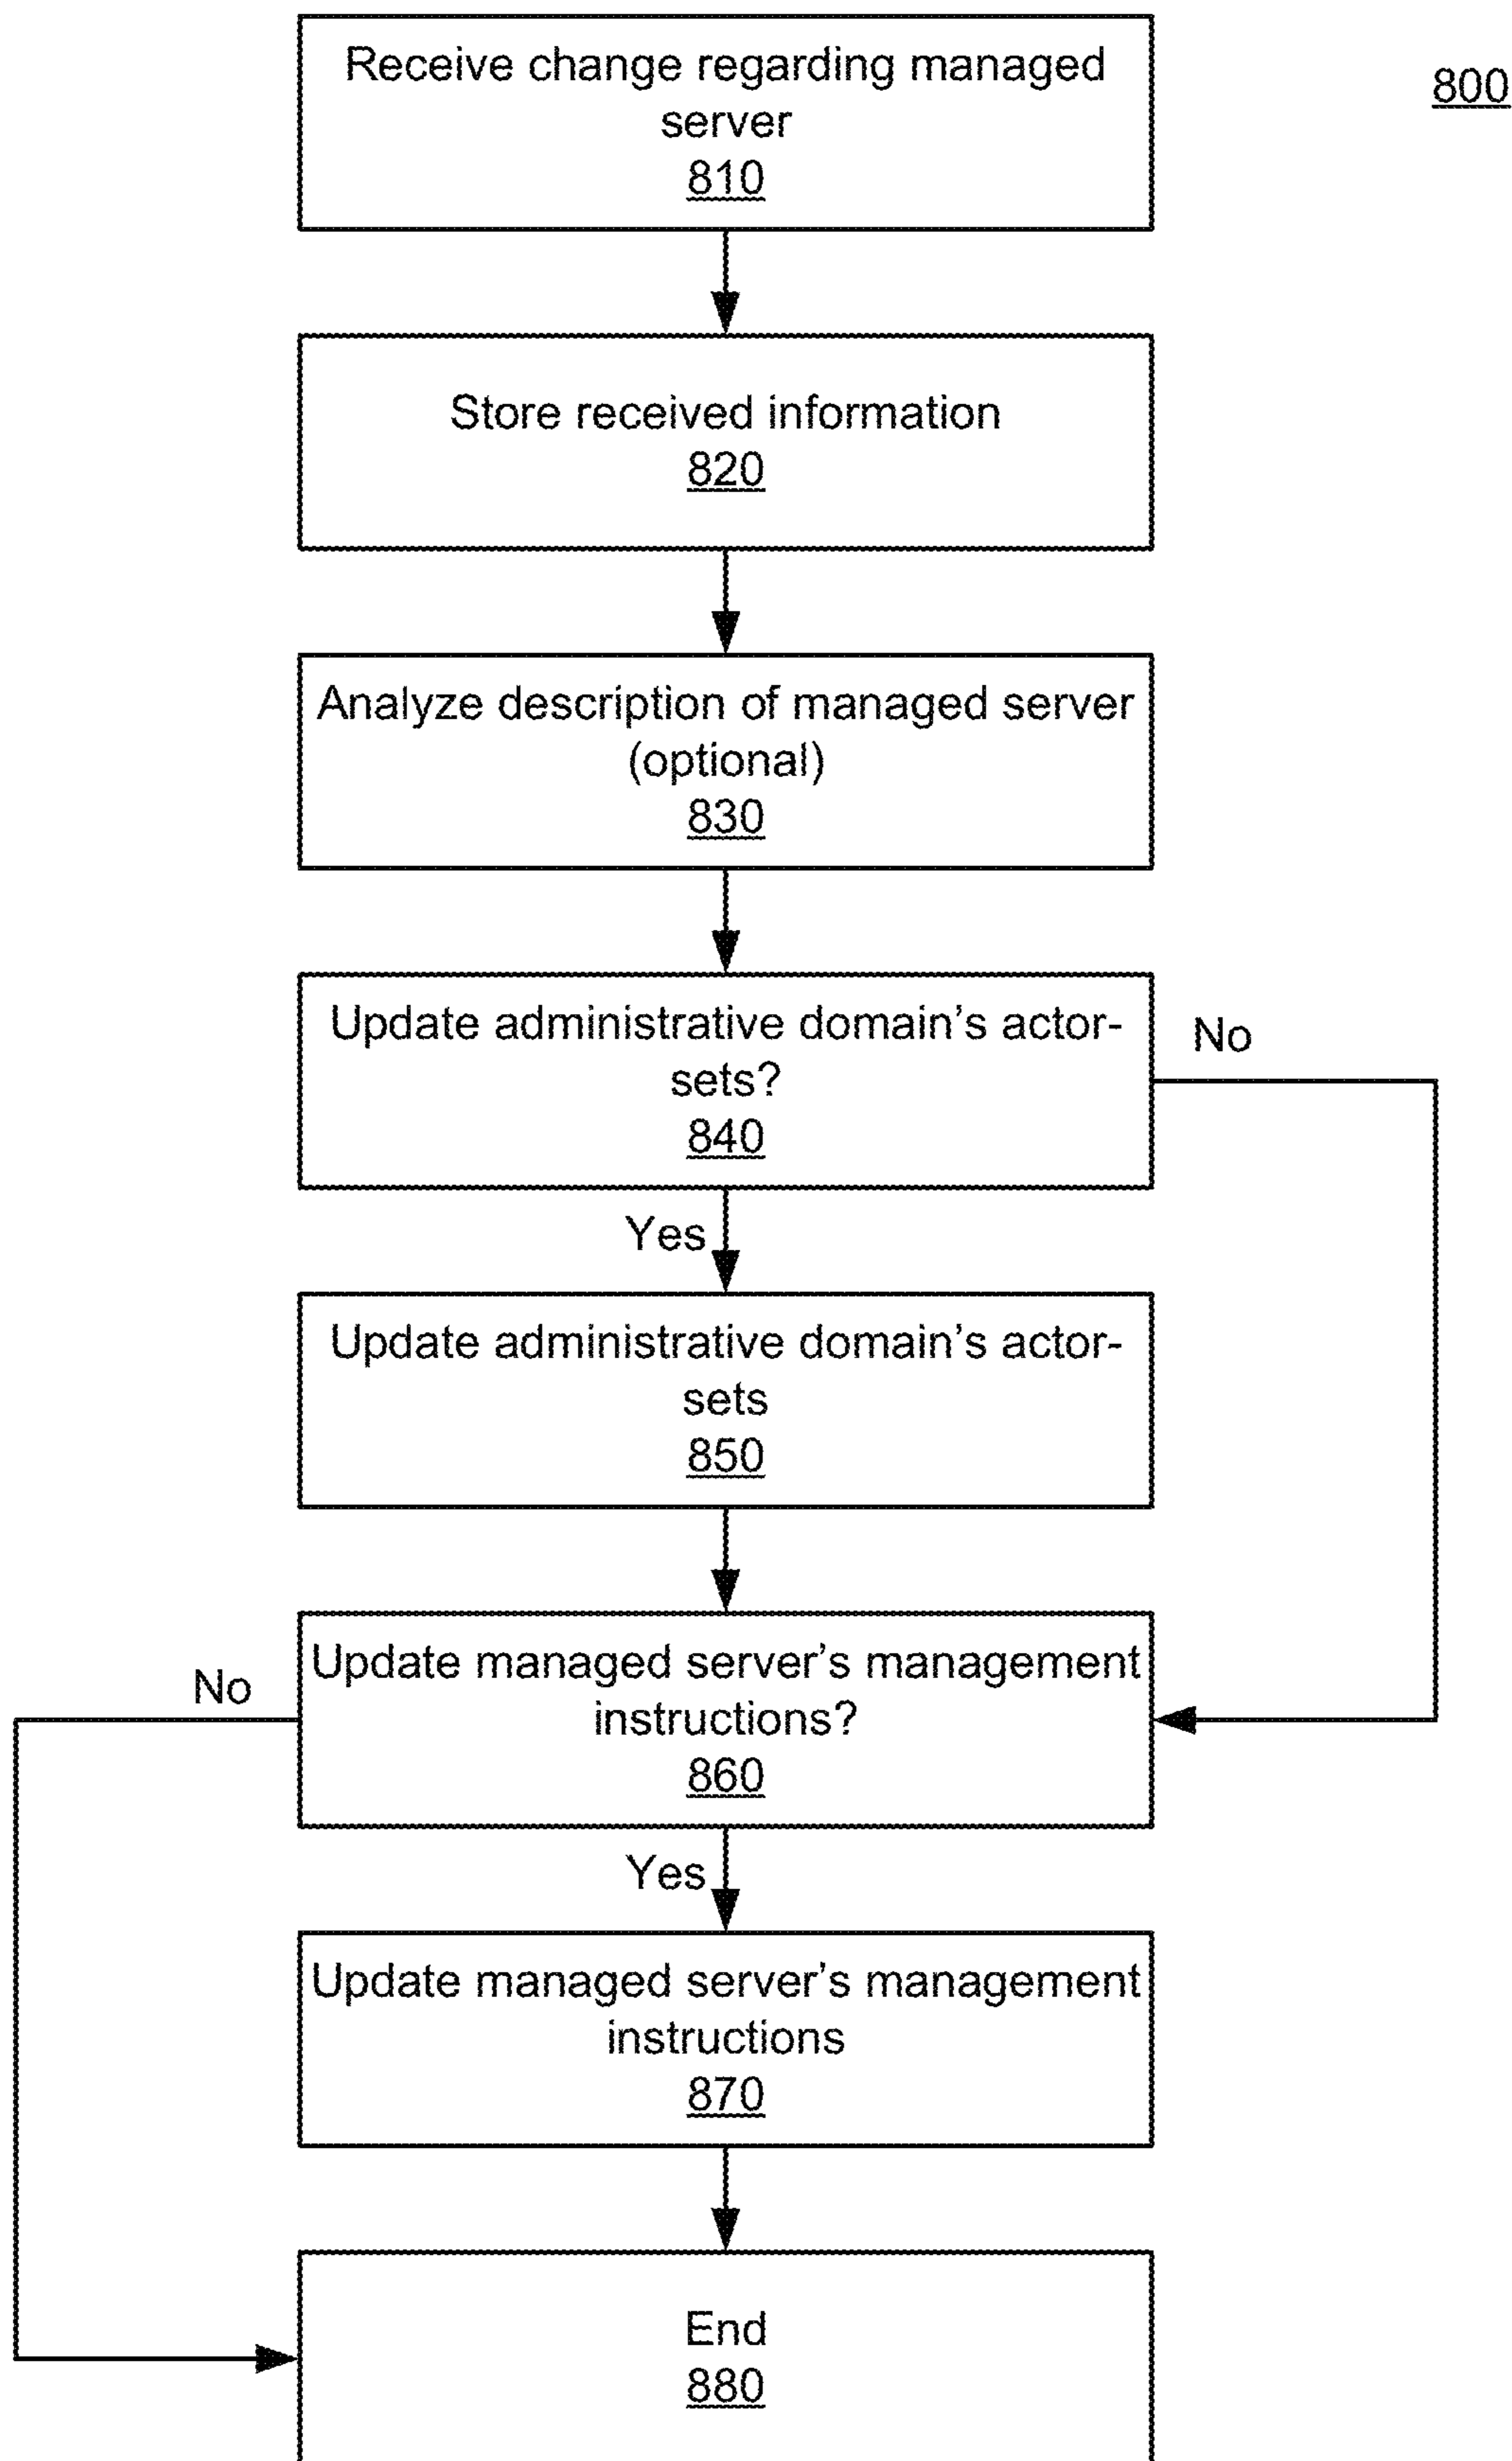 Receive change regarding managed
server
810
800
Store received information
820
Analyze description of managed server
(optional)
830
Update administrative domain's actor-
sets?
840
No
Yes
Update administrative domain's actor-
sets
850
Update managed server's management
instructions?
860
No
Yes
Update managed server's management
instructions
870
End
880